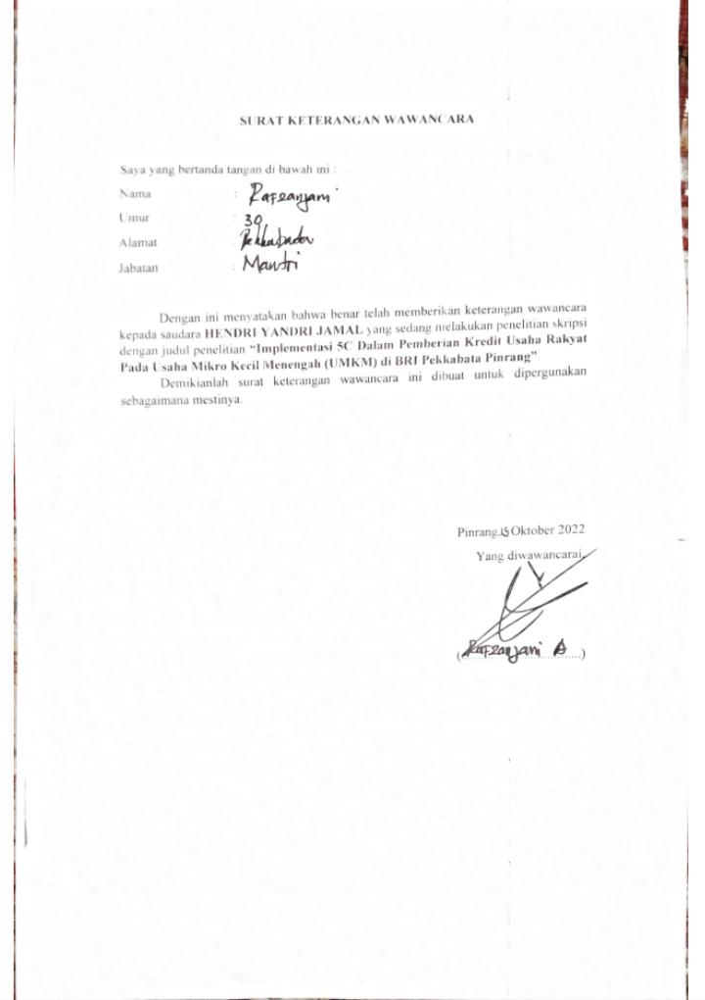 SURAT KETERANGAN WAWANCARA
Saya yang bertanda tangan di bawah ini :
Nama : Rafsanjani
Umur : 30
Alamat : Pekkabata
Jabatan : Mantri
Dengan ini menyatakan bahwa benar telah memberikan keterangan wawancara
kepada saudara HENDRI YANDRI JAMAL yang sedang melakukan penelitian skripsi
dengan judul penelitian “Implementasi 5C Dalam Pemberian Kredit Usaha Rakyat
Pada Usaha Mikro Kecil Menengah (UMKM) di BRI Pekkabata Pinrang”
Demikianlah surat keterangan wawancara ini dibuat untuk dipergunakan
sebagaimana mestinya.
Pinrang, Oktober 2022
Yang diwawancarai,
(Rafsanjani A)